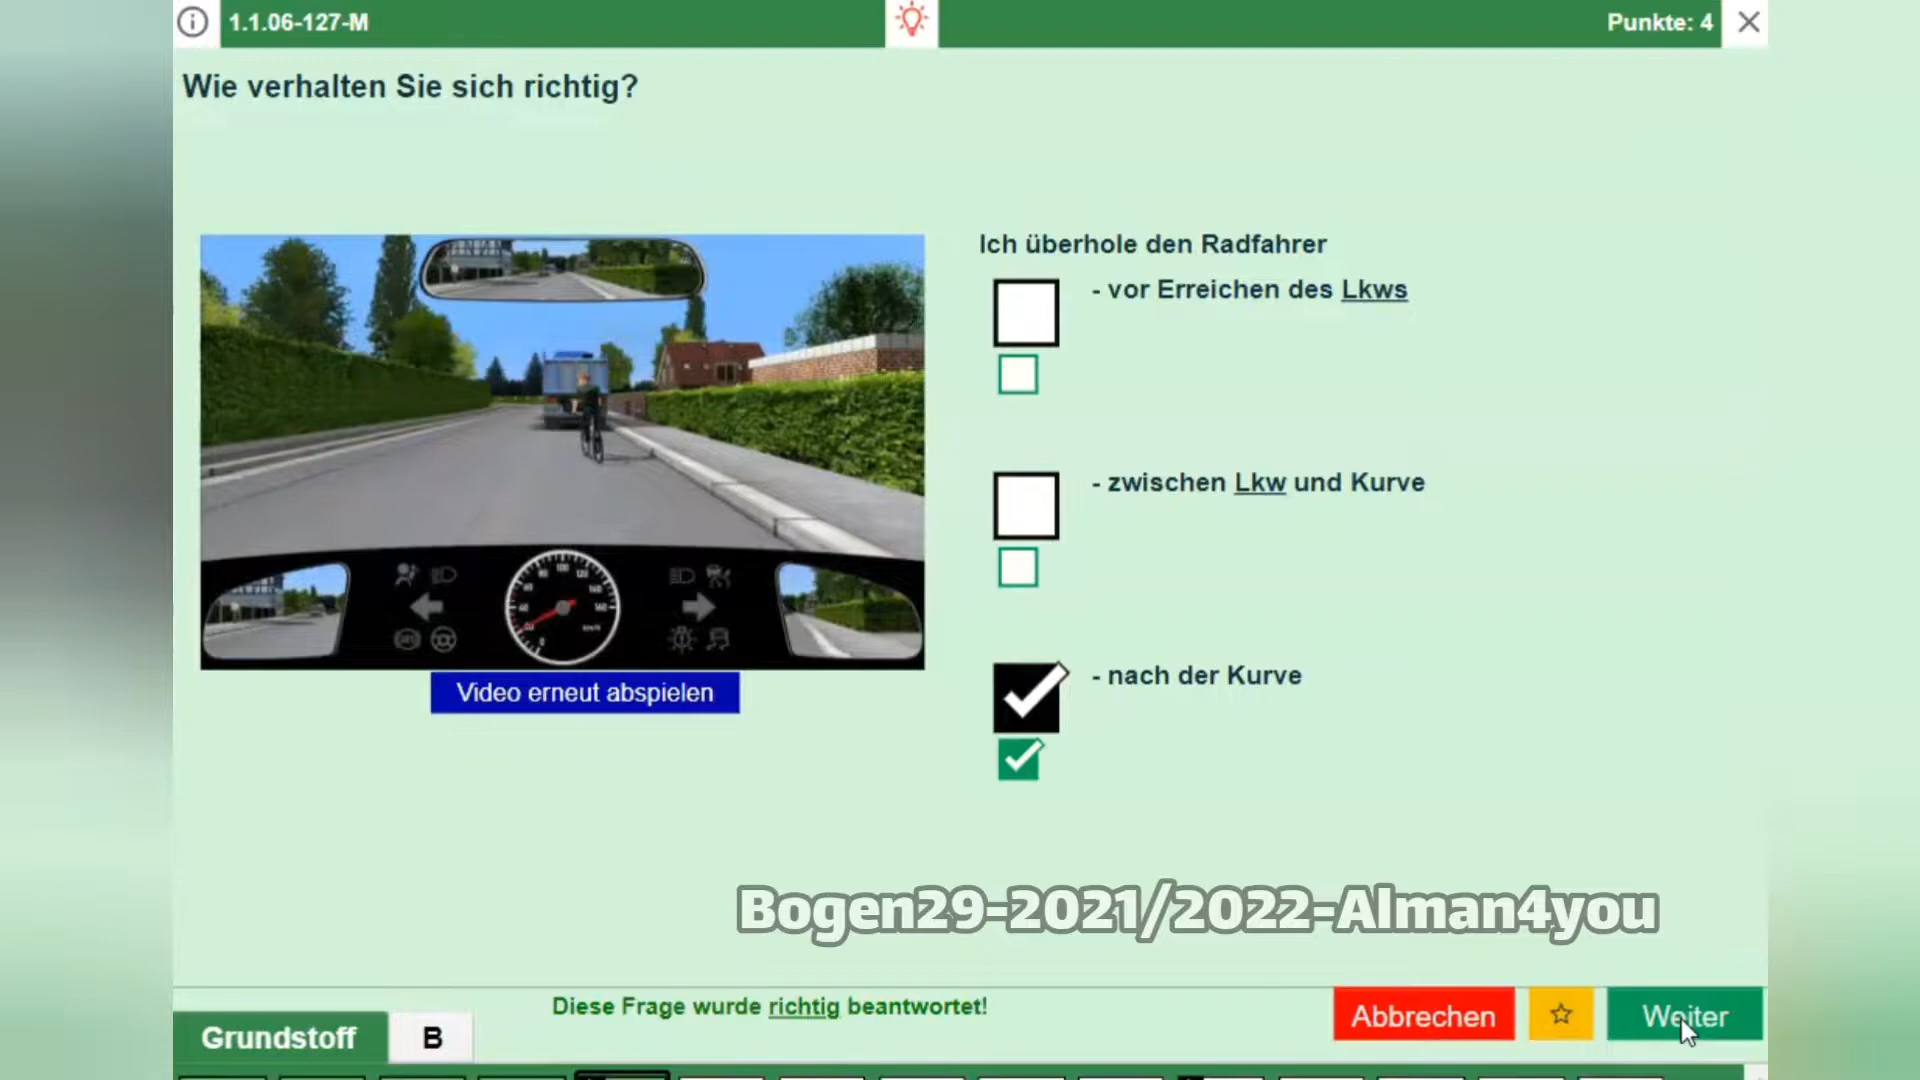 1.1.06-127-M
Punkte: 4
Wie verhalten Sie sich richtig?
Ich überhole den Radfahrer
- vor Erreichen des Lkws
- zwischen Lkw und Kurve
- nach der Kurve
Video erneut abspielen
Bogen29-2021/2022-Alman4you
Diese Frage wurde richtig beantwortet!
Abbrechen
Weiter
Grundstoff
B